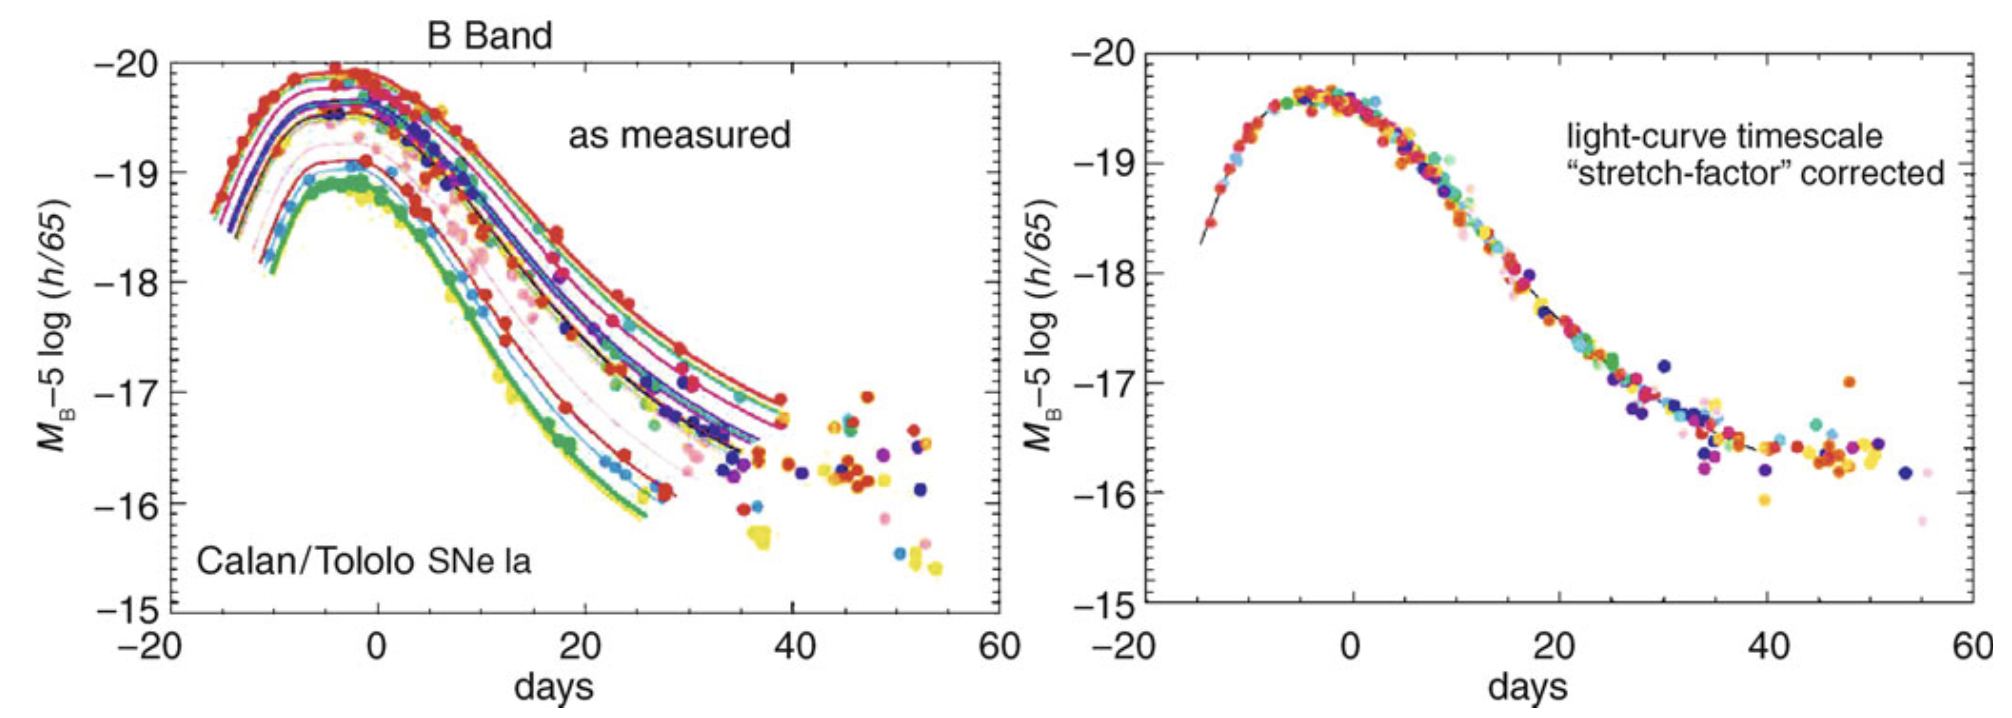 B Band
−20
−19
−18
−17
−16
−15
M_B−5 log (h/65)
as measured
Calan/Tololo SNe Ia
−20 0 20 40 60
days
−20
−19
−18
−17
−16
−15
M_B−5 log (h/65)
light-curve timescale
“stretch-factor” corrected
−20 0 20 40 60
days